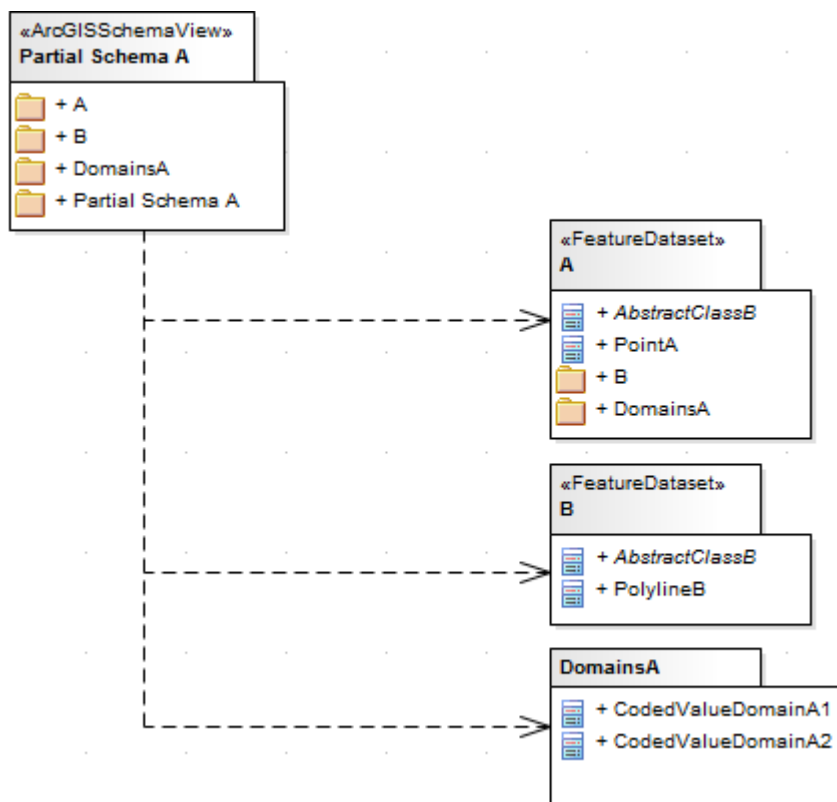 «ArcGISSchemaView»
Partial Schema A
+ A
+ B
+ DomainsA
+ Partial Schema A
«FeatureDataset»
A
+ AbstractClassB
+ PointA
+ B
+ DomainsA
«FeatureDataset»
B
+ AbstractClassB
+ PolylineB
DomainsA
+ CodedValueDomainA1
+ CodedValueDomainA2